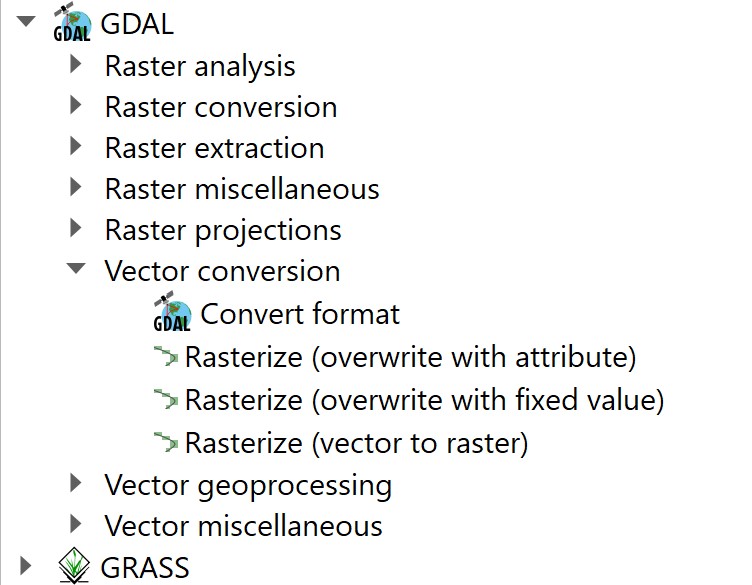 GDAL GDAL
Raster analysis
Raster conversion
Raster extraction
Raster miscellaneous
Raster projections
Vector conversion
GDAL Convert format
Rasterize (overwrite with attribute)
Rasterize (overwrite with fixed value)
Rasterize (vector to raster)
Vector geoprocessing
Vector miscellaneous
GRASS